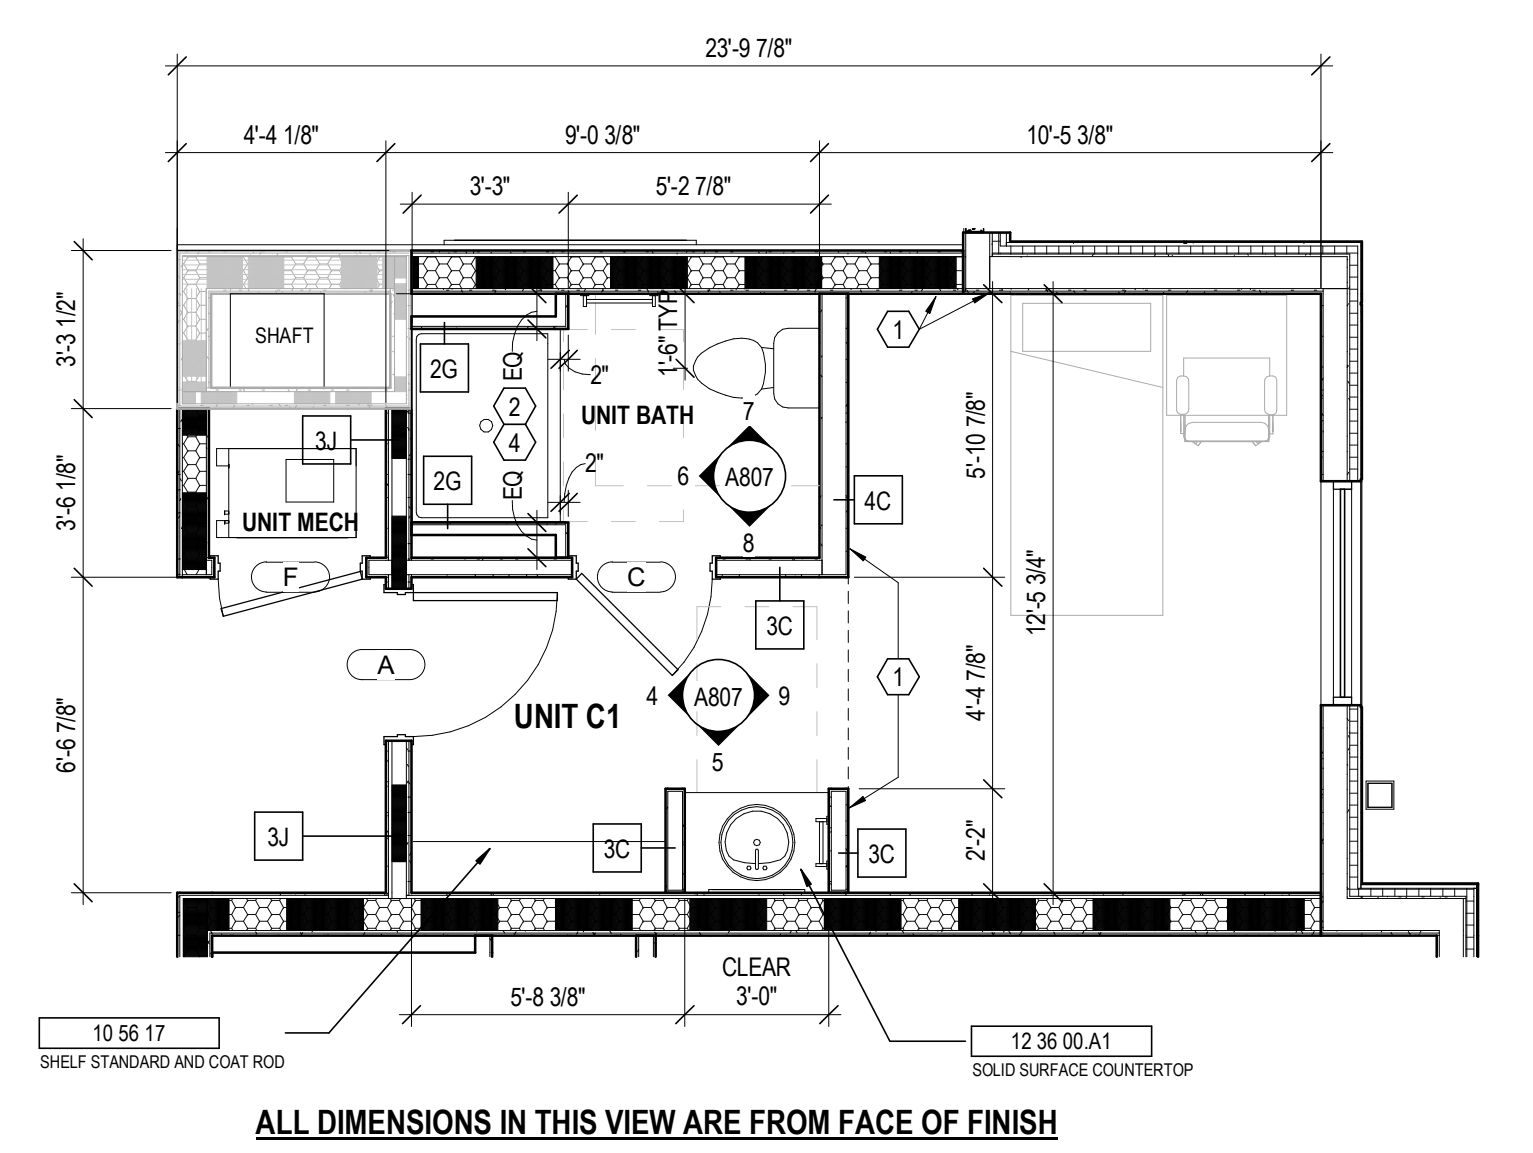 23'-9 7/8"
4'-4 1/8"
9'-0 3/8"
10'-5 3/8"
3'-3"
5'-2 7/8"
3'-3 1/2"
SHAFT
2G
EQ
2"
1'-6" TYP
1
UNIT BATH
2
4
7
3J
6
A807
8
5'-10 7/8"
4C
3'-6 1/8"
2G
EQ
2"
UNIT MECH
F
C
12'-5 3/4"
3C
A
4
A807
9
5
1
UNIT C1
4'-4 7/8"
6'-6 7/8"
3J
3C
3C
2'-2"
CLEAR
3'-0"
5'-8 3/8"
10 56 17
SHELF STANDARD AND COAT ROD
12 36 00.A1
SOLID SURFACE COUNTERTOP
ALL DIMENSIONS IN THIS VIEW ARE FROM FACE OF FINISH